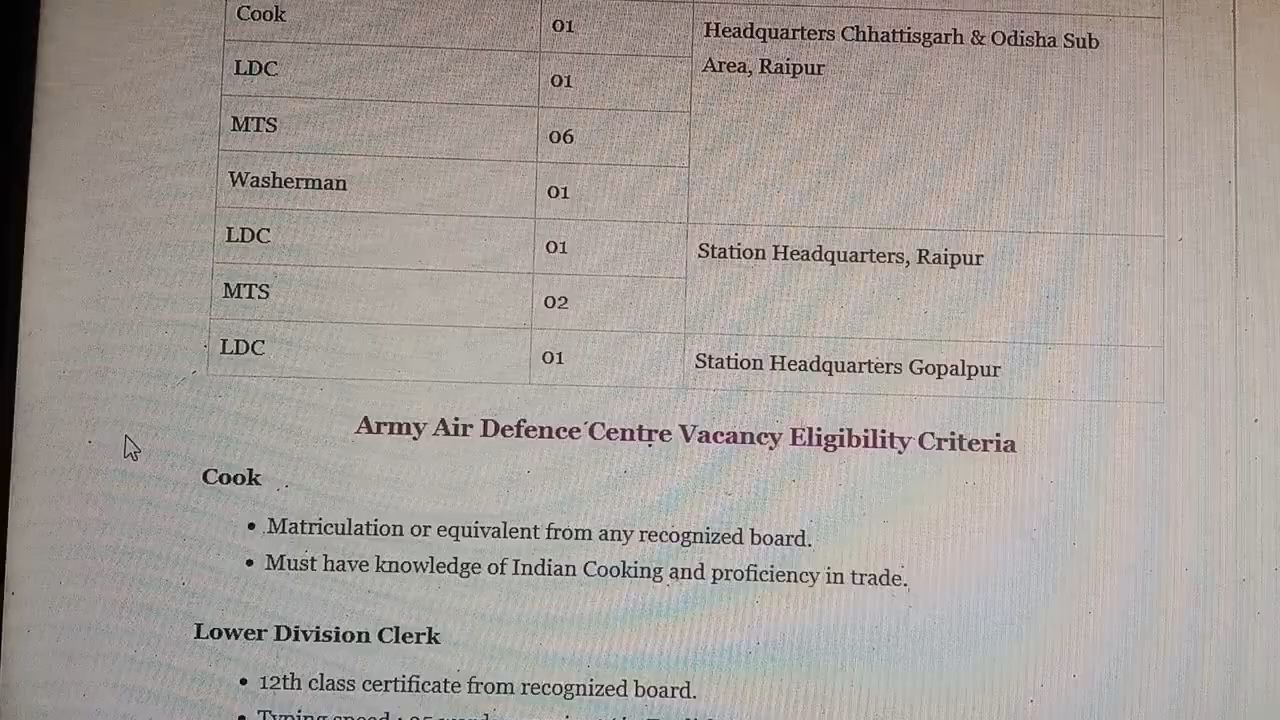 Cook 01 Headquarters Chhattisgarh & Odisha Sub
Area, Raipur
LDC 01
MTS 06
Washerman 01
LDC 01 Station Headquarters, Raipur
MTS 02
LDC 01 Station Headquarters Gopalpur
Army Air Defence Centre Vacancy Eligibility Criteria
Cook
• Matriculation or equivalent from any recognized board.
• Must have knowledge of Indian Cooking and proficiency in trade.
Lower Division Clerk
• 12th class certificate from recognized board.
• Typing speed